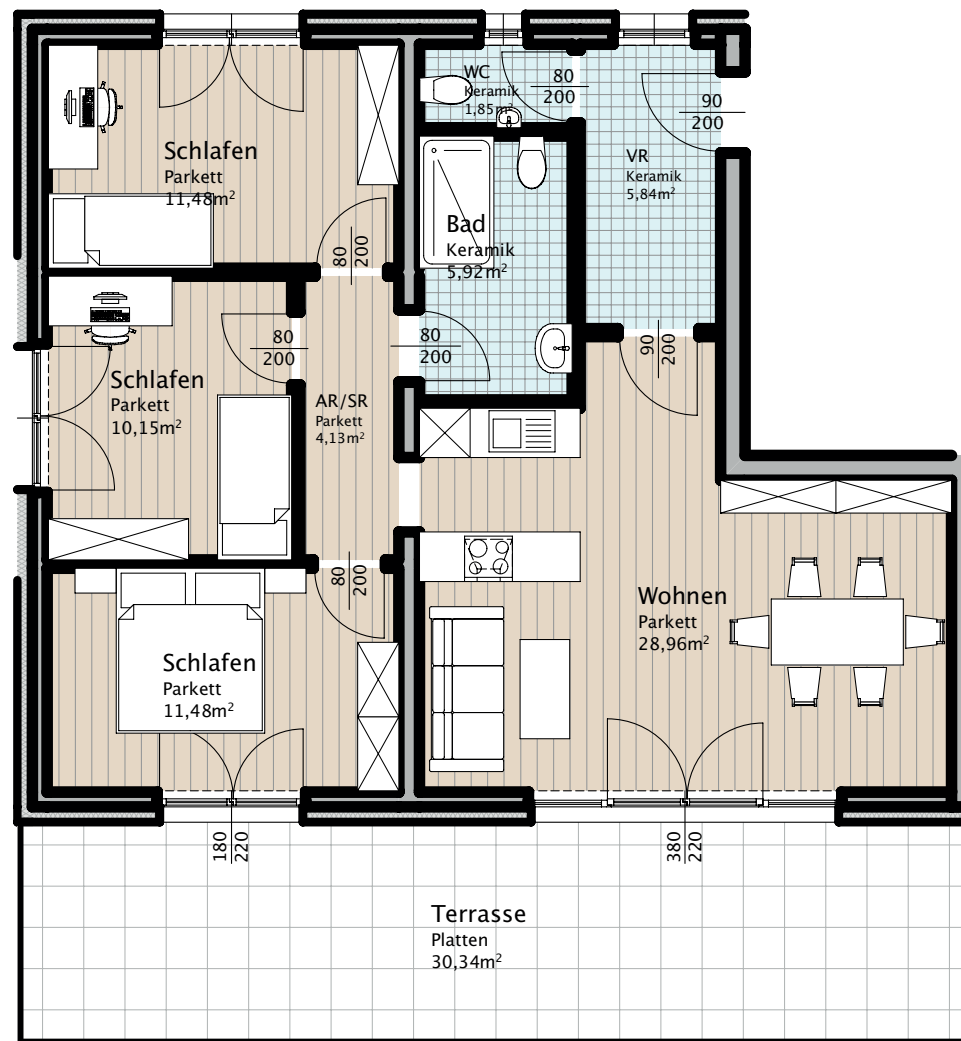 WC
Keramik
1,85m²
80
200
90
200
Schlafen
Parkett
11,48m²
VR
Keramik
5,84m²
Bad
Keramik
5,92m²
80
200
80
200
80
200
90
200
Schlafen
Parkett
10,15m²
AR/SR
Parkett
4,13m²
80
200
Wohnen
Parkett
28,96m²
Schlafen
Parkett
11,48m²
180
220
380
220
Terrasse
Platten
30,34m²